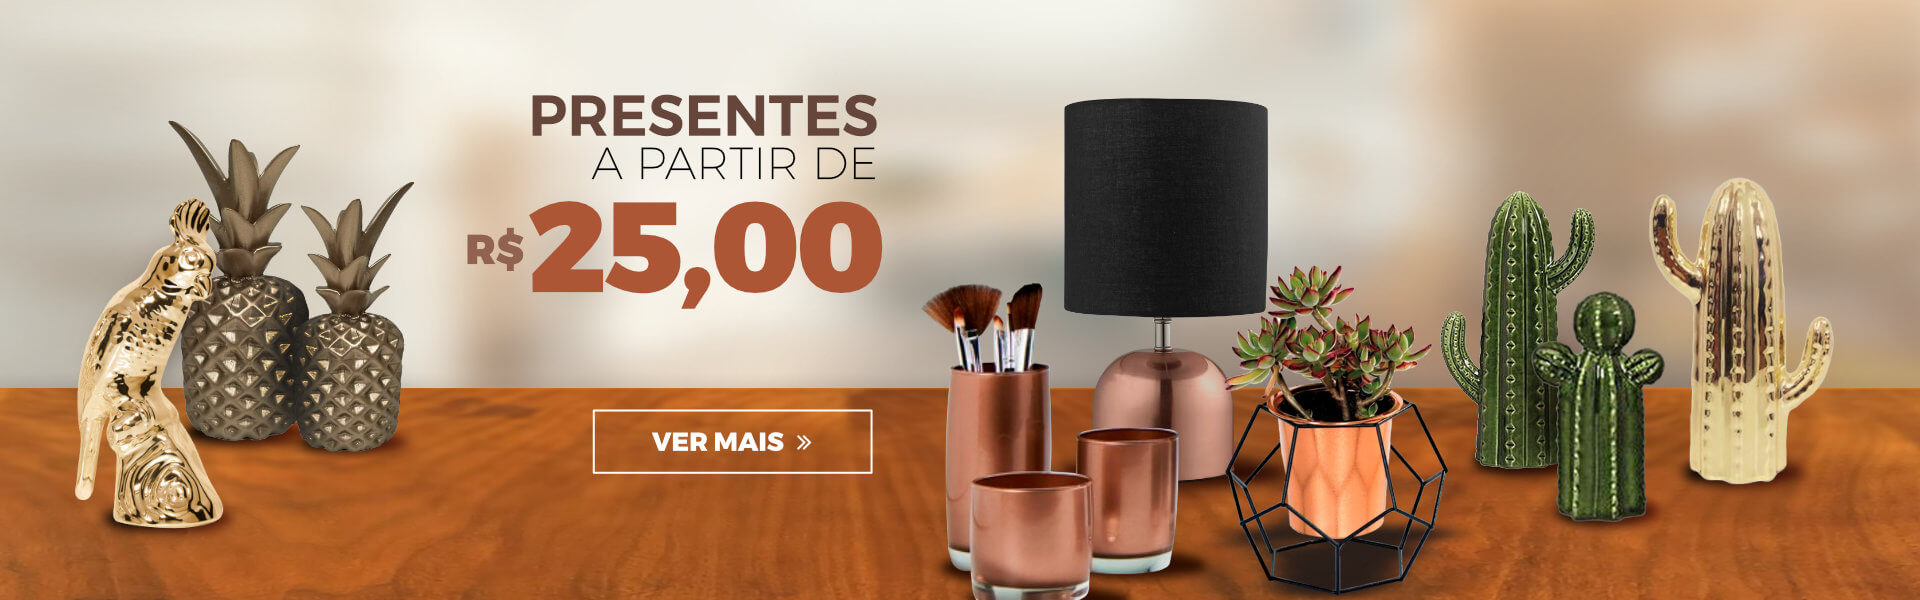 PRESENTES
A PARTIR DE
R$ 25,00
VER MAIS »